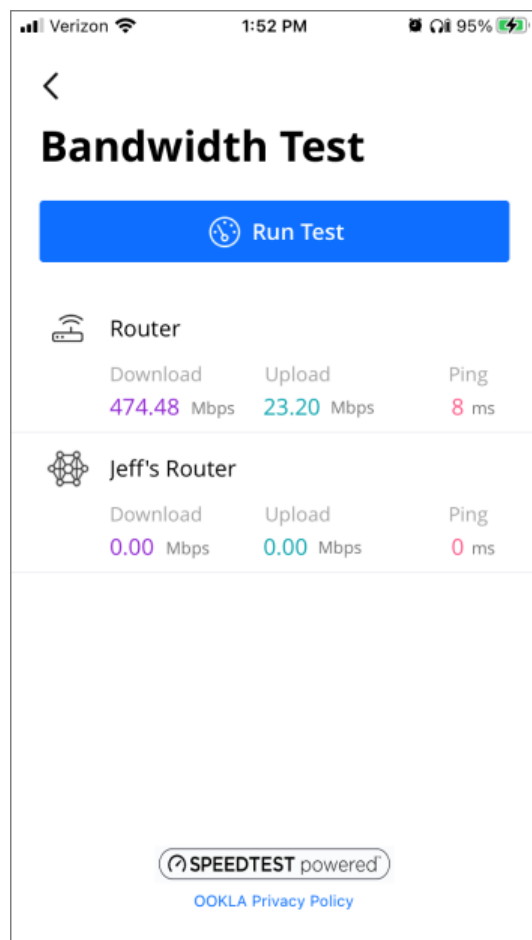 Verizon 1:52 PM 95%
Bandwidth Test
Run Test
Router
Download Upload Ping
474.48 Mbps 23.20 Mbps 8 ms
Jeff's Router
Download Upload Ping
0.00 Mbps 0.00 Mbps 0 ms
SPEEDTEST powered™
OOKLA Privacy Policy